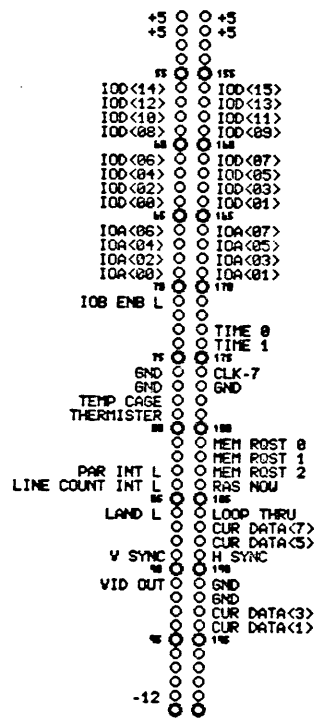 +5 +5
+5 +5
55 155
IOD<14> IOD<15>
IOD<12> IOD<13>
IOD<10> IOD<11>
IOD<08> IOD<09>
60 160
IOD<06> IOD<07>
IOD<04> IOD<05>
IOD<02> IOD<03>
IOD<00> IOD<01>
65 165
IOA<06> IOA<07>
IOA<04> IOA<05>
IOA<02> IOA<03>
IOA<00> IOA<01>
70 170
IOB ENB L
TIME 0
TIME 1
75 175
GND CLK-7
GND GND
TEMP CAGE
THERMISTER
80 180
MEM RQST 0
MEM RQST 1
PAR INT L MEM RQST 2
LINE COUNT INT L RAS NOW
85 185
LAND L LOOP THRU
CUR DATA<7>
CUR DATA<5>
V SYNC H SYNC
90 190
VID OUT GND
GND
CUR DATA<3>
CUR DATA<1>
95 195
-12